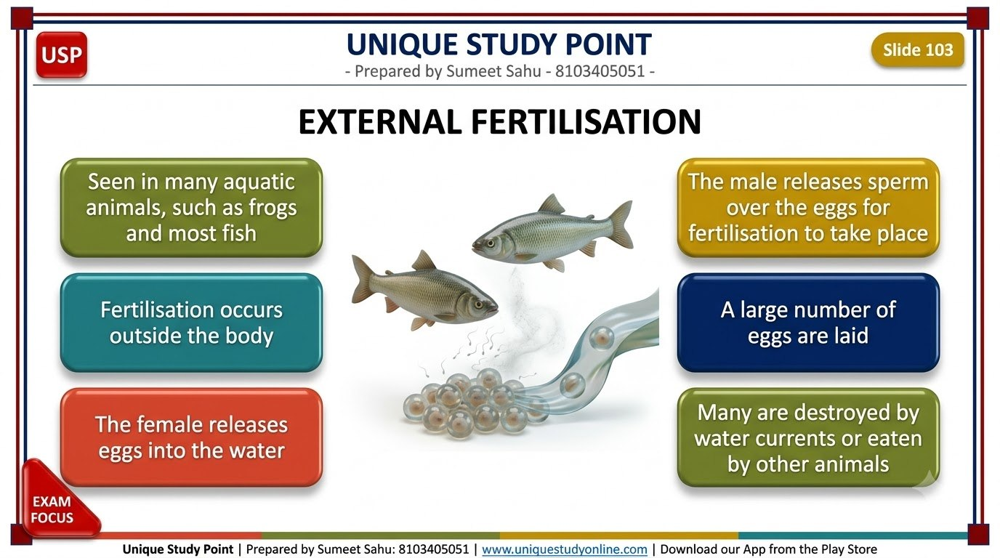 USP
UNIQUE STUDY POINT
- Prepared by Sumeet Sahu - 8103405051 -
Slide 103
EXTERNAL FERTILISATION
Seen in many aquatic
animals, such as frogs
and most fish
Fertilisation occurs
outside the body
The female releases
eggs into the water
The male releases sperm
over the eggs for
fertilisation to take place
A large number of
eggs are laid
Many are destroyed by
water currents or eaten
by other animals
EXAM
FOCUS
Unique Study Point | Prepared by Sumeet Sahu: 8103405051 | www.uniquestudyonline.com | Download our App from the Play Store